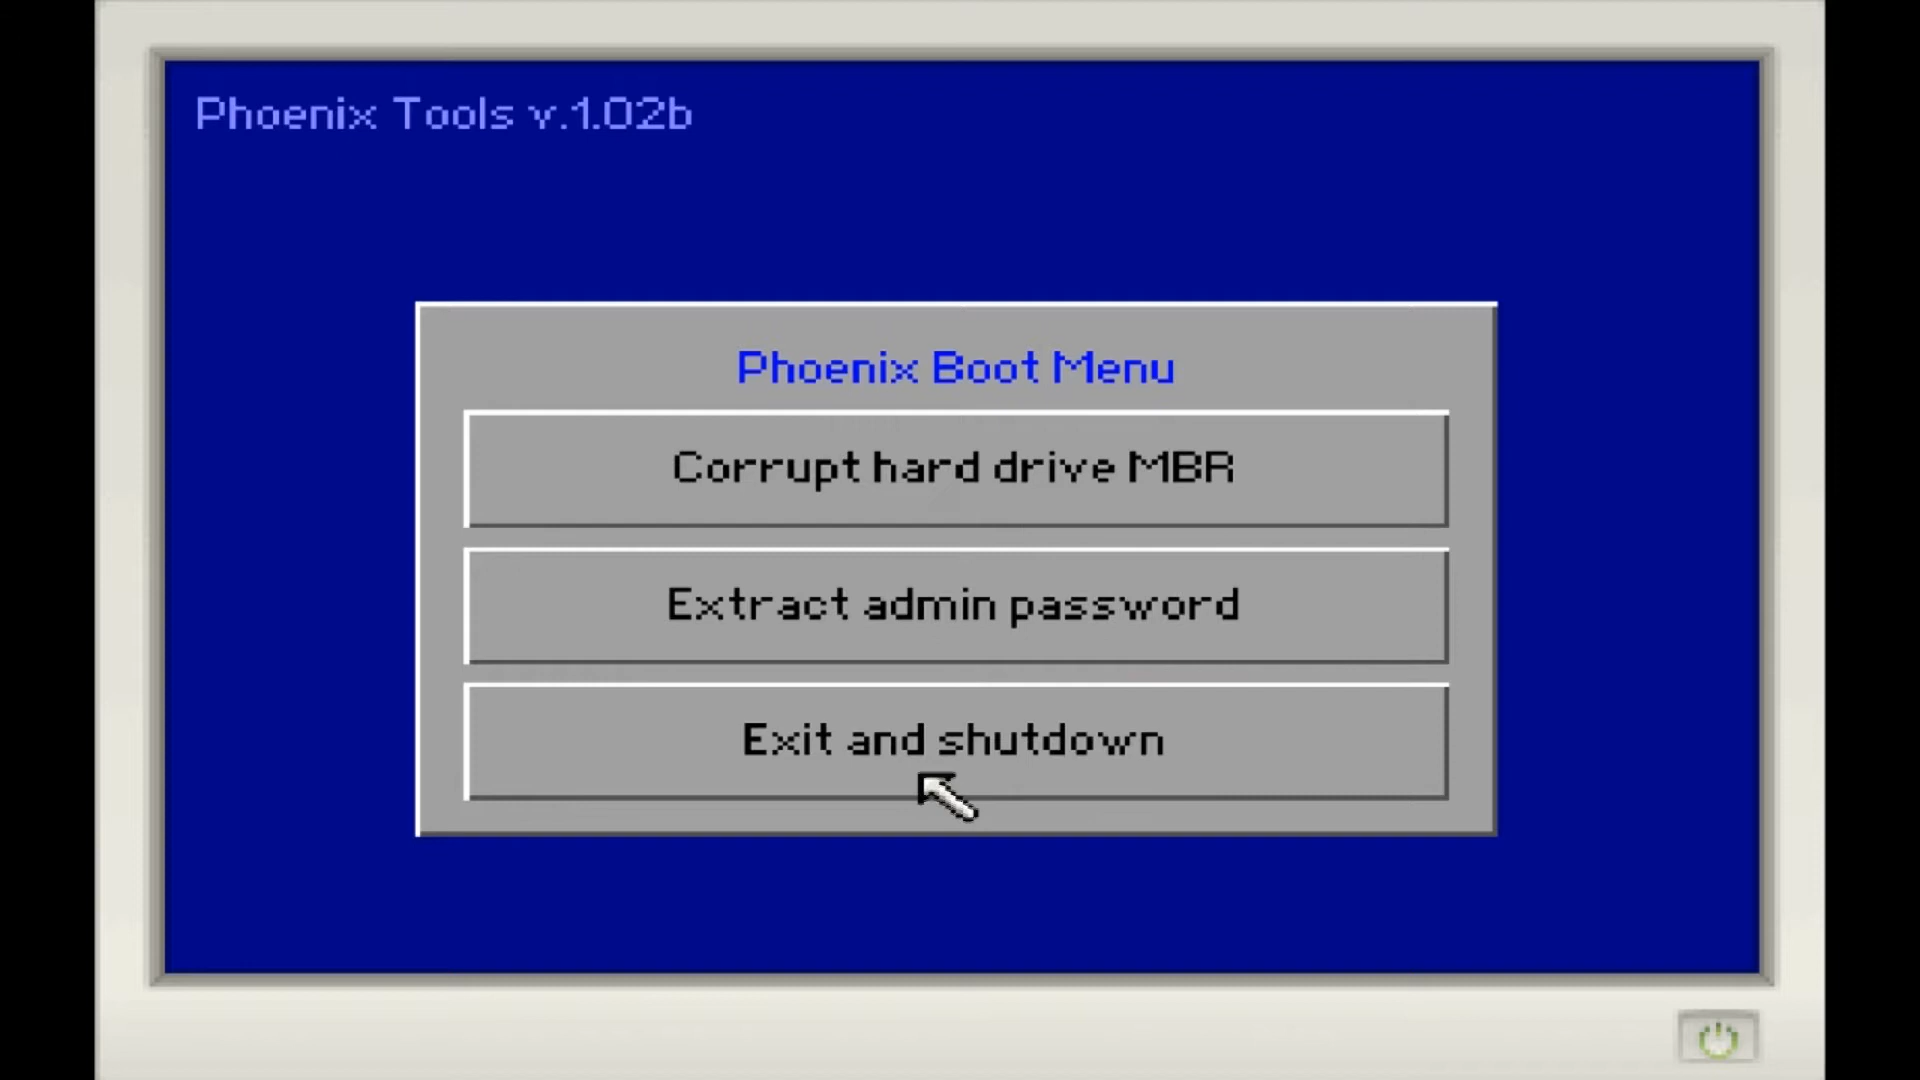 Phoenix Tools v.1.02b
Phoenix Boot Menu
Corrupt hard drive MBR
Extract admin password
Exit and shutdown